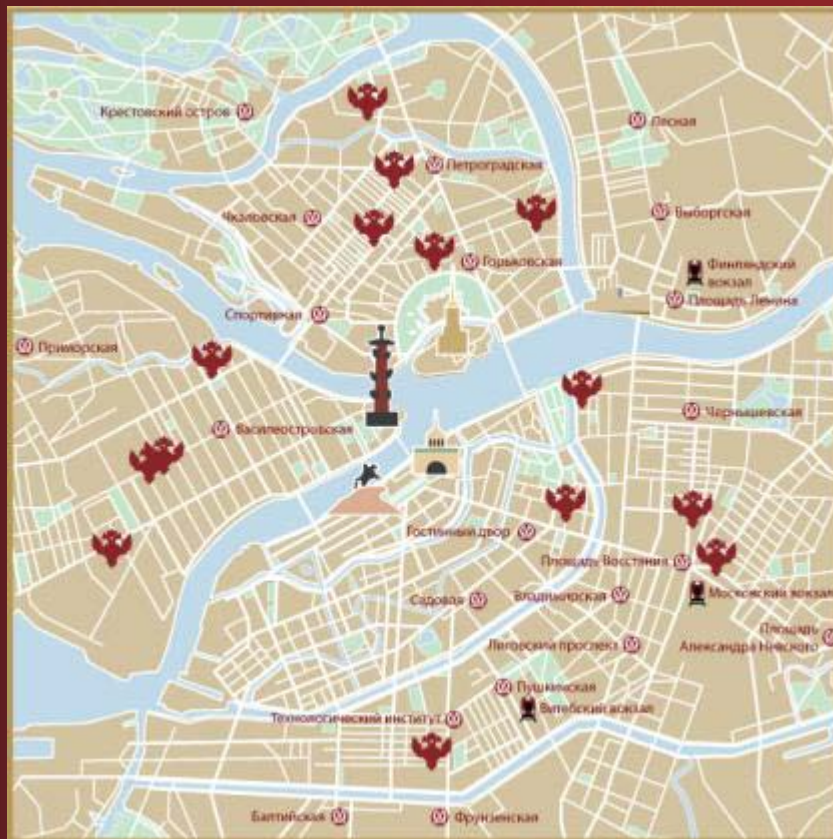 Крестовский остров
Лесная
Петроградская
Чкаловская
Выборгская
Горьковская
Финляндский
вокзал
Площадь Ленина
Спортивная
Приморская
Чернышевская
Василеостровская
Гостинный двор
Площадь Восстания
Московский вокзал
Садовая
Владимирская
Площадь
Александра Невского
Лиговский проспект
Пушкинская
Витебский вокзал
Технологический институт
Балтийская
Фрунзенская